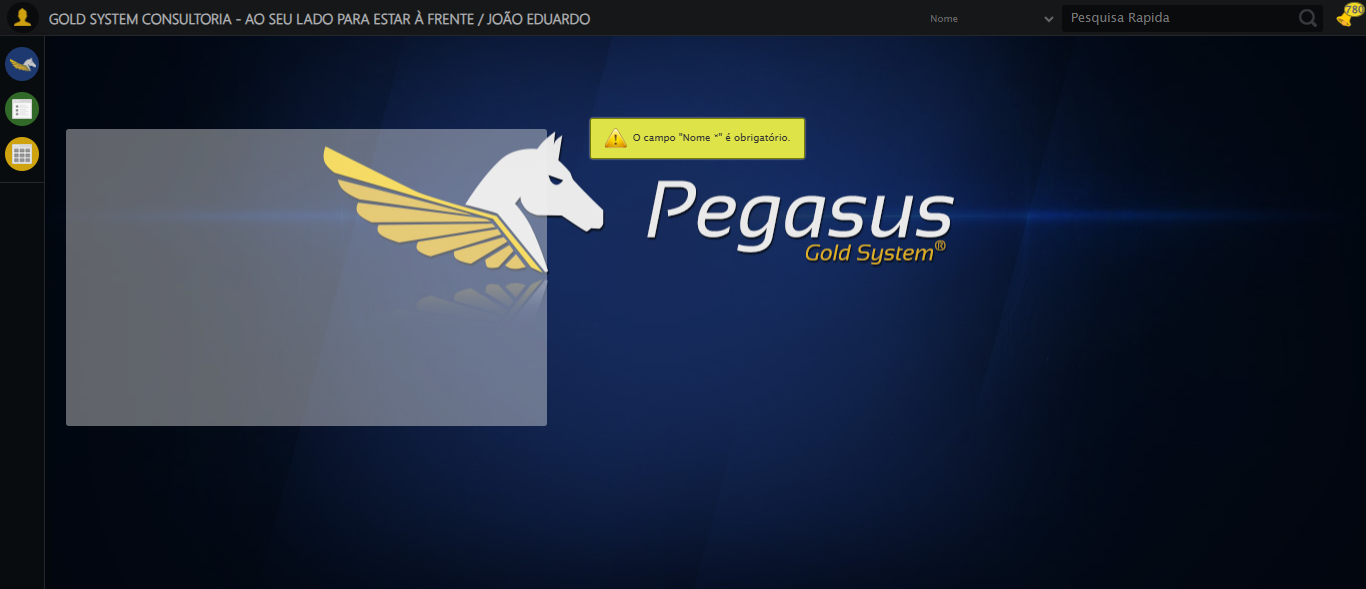 GOLD SYSTEM CONSULTORIA - AO SEU LADO PARA ESTAR À FRENTE / JOÃO EDUARDO
Nome
Pesquisa Rapida
780
O campo "Nome *" é obrigatório.
Pegasus
Gold System®